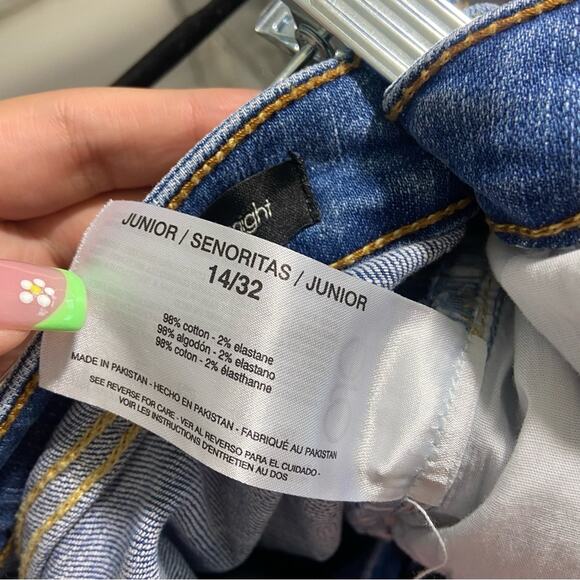 JUNIOR / SENORITAS / JUNIOR
14/32
98% cotton - 2% elastane
98% algodón - 2% elastano
98% coton - 2% élasthanne
MADE IN PAKISTAN - HECHO EN PAKISTAN - FABRIQUÉ AU PAKISTAN
SEE REVERSE FOR CARE - VER AL REVERSO PARA EL CUIDADO -
VOIR LES INSTRUCTIONS D'ENTRETIEN AU DOS